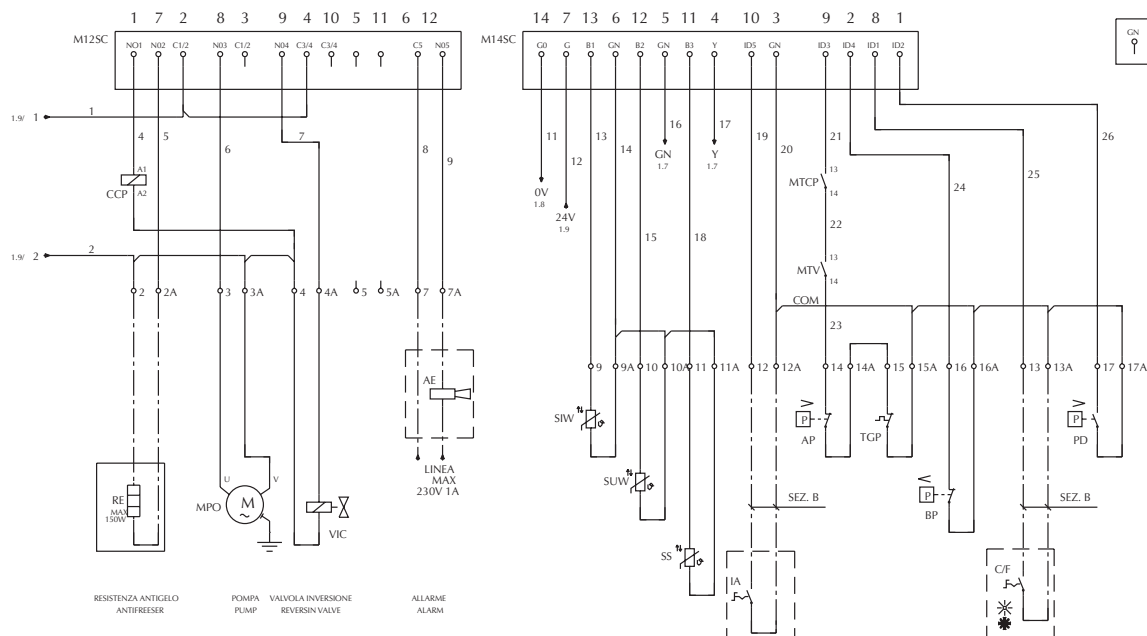 1 7 2 8 3 9 4 10 5 11 6 12
14 7 13 6 12 5 11 4 10 3 9 2 8 1
M12SC
NO1 N02 C1/2 N03 C1/2 N04 C3/4 C3/4 C5 N05
M14SC
G0 G B1 GN B2 GN B3 Y ID5 GN ID3 ID4 ID1 ID2
GN
1.9/ 1
1
4
5
6
7
8
9
11
12
13
14
16
17
19
20
21
26
A1
CCP
A2
GN
1.7
Y
1.7
0V
1.8
24V
1.9
13
MTCP
14
24
25
22
15
18
1.9/ 2
2
13
MTV
14
COM
23
2 2A 3 3A 4 4A 5 5A 7 7A
9 9A 10 10A 11 11A 12 12A 14 14A 15 15A 16 16A 13 13A 17 17A
AE
LINEA
MAX
230V 1A
SIW
P
AP
TGP
P
PD
RE
MAX
150W
U V
MPO
M
~
VIC
SUW
P
BP
SEZ. B
SEZ. B
SS
IA
C/F
RESISTENZA ANTIGELO
ANTIFREESER
POMPA
PUMP
VALVOLA INVERSIONE
REVERSIN VALVE
ALLARME
ALARM